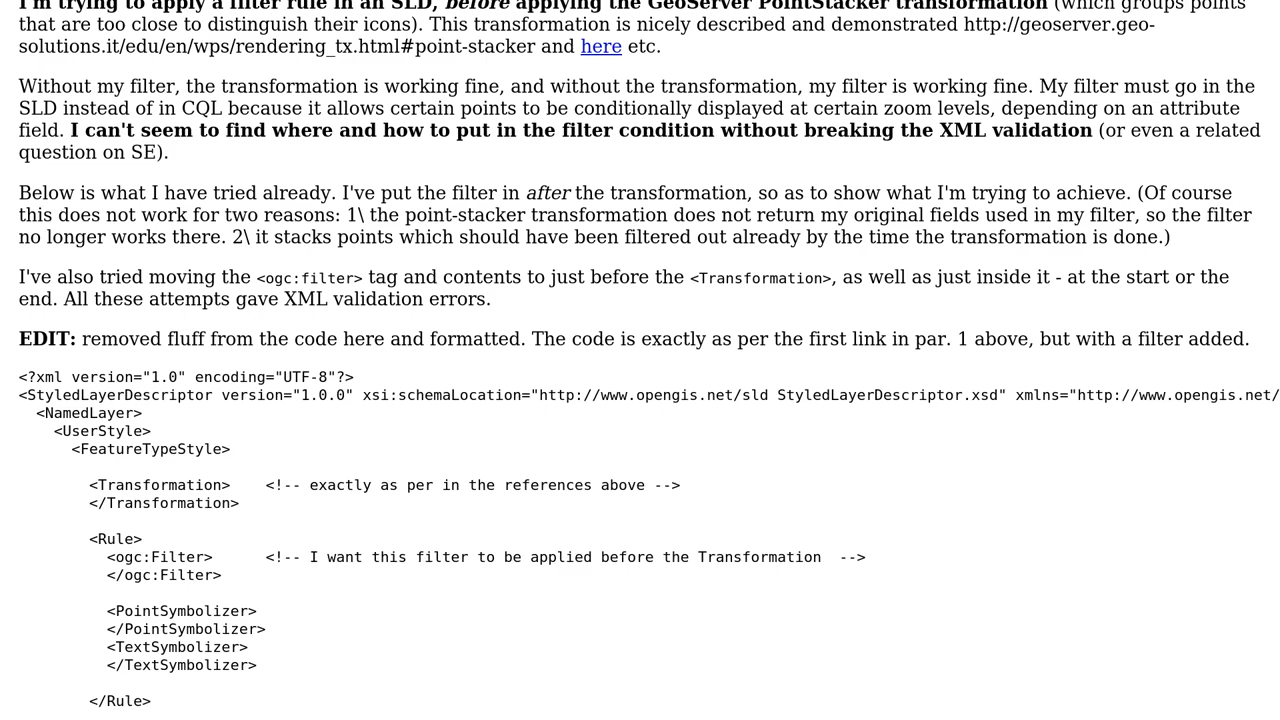 I'm trying to apply a filter rule in an SLD, before applying the GeoServer PointStacker transformation (which groups points
that are too close to distinguish their icons). This transformation is nicely described and demonstrated http://geoserver.geo-
solutions.it/edu/en/wps/rendering_tx.html#point-stacker and here etc.
Without my filter, the transformation is working fine, and without the transformation, my filter is working fine. My filter must go in the
SLD instead of in CQL because it allows certain points to be conditionally displayed at certain zoom levels, depending on an attribute
field. I can't seem to find where and how to put in the filter condition without breaking the XML validation (or even a related
question on SE).
Below is what I have tried already. I've put the filter in after the transformation, so as to show what I'm trying to achieve. (Of course
this does not work for two reasons: 1\ the point-stacker transformation does not return my original fields used in my filter, so the filter
no longer works there. 2\ it stacks points which should have been filtered out already by the time the transformation is done.)
I've also tried moving the <ogc:filter> tag and contents to just before the <Transformation>, as well as just inside it - at the start or the
end. All these attempts gave XML validation errors.
EDIT: removed fluff from the code here and formatted. The code is exactly as per the first link in par. 1 above, but with a filter added.
<?xml version="1.0" encoding="UTF-8"?>
<StyledLayerDescriptor version="1.0.0" xsi:schemaLocation="http://www.opengis.net/sld StyledLayerDescriptor.xsd" xmlns="http://www.opengis.net/
<NamedLayer>
<UserStyle>
<FeatureTypeStyle>
<Transformation> <!-- exactly as per in the references above -->
</Transformation>
<Rule>
<ogc:Filter> <!-- I want this filter to be applied before the Transformation -->
</ogc:Filter>
<PointSymbolizer>
</PointSymbolizer>
<TextSymbolizer>
</TextSymbolizer>
</Rule>